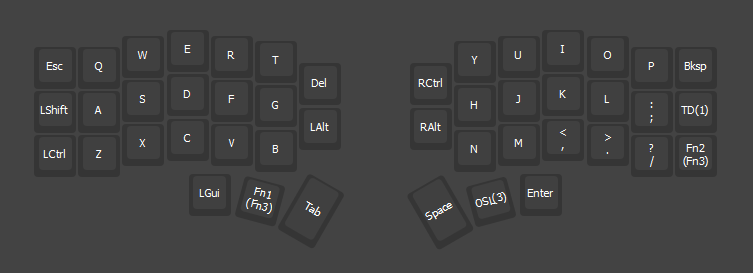 Esc Q W E R T
RCtrl Y U I O P Bksp
LShift A S D F G Del
RAlt H J K L : ; TD(1)
LCtrl Z X C V B LAlt
N M < , > . ? / Fn2 (Fn3)
LGui Fn1 (Fn3) Tab
Space OSL(3) Enter